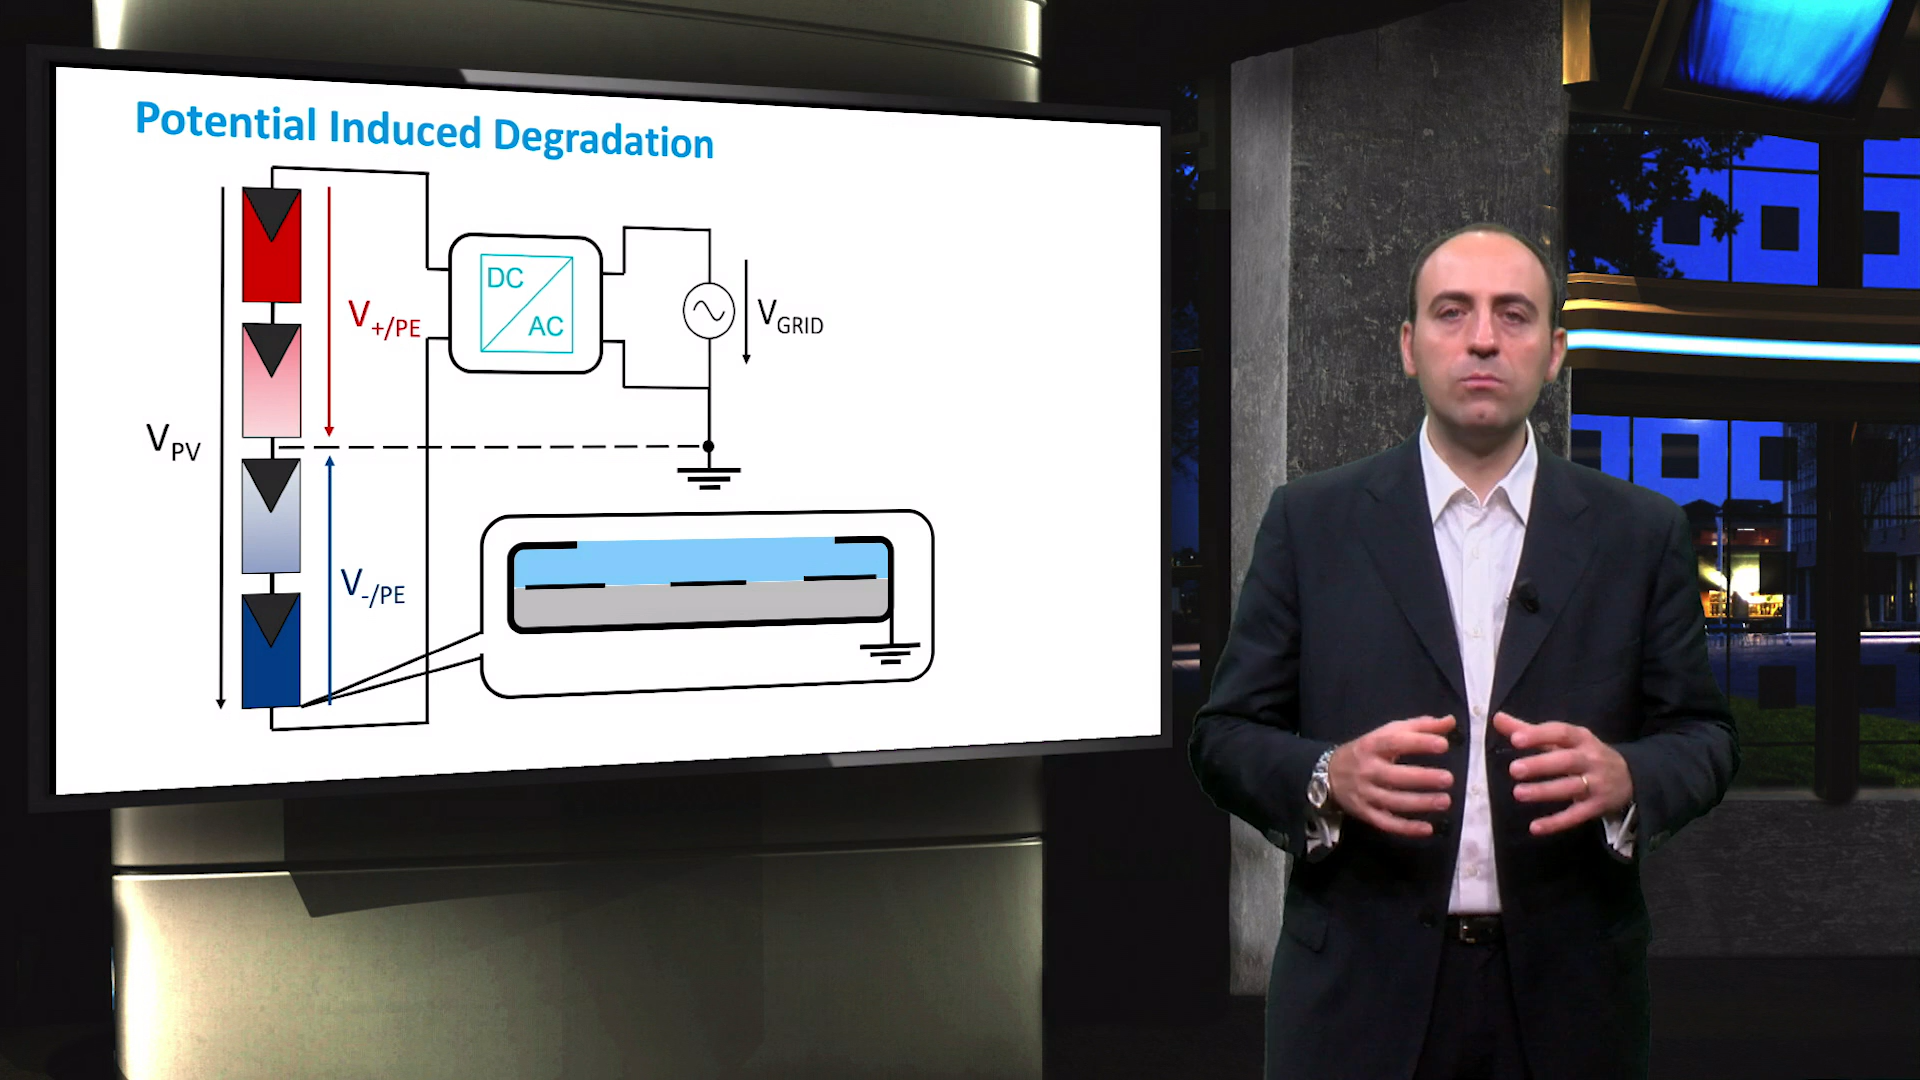 Potential Induced Degradation
V+/PE
DC
AC
VGRID
VPV
V-/PE